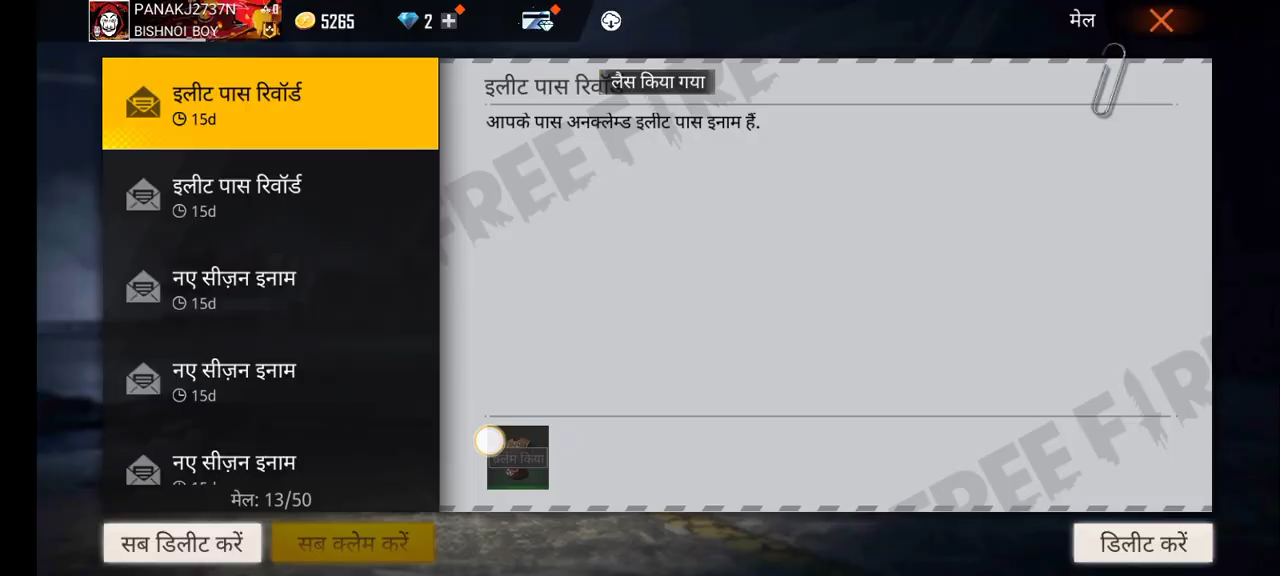 PANAKJ2737N
BISHNOI_BOY
5265
2
मेल
इलीट पास रिवॉर्ड
15d
इलीट पास रिवॉर्ड
15d
नए सीज़न इनाम
15d
नए सीज़न इनाम
15d
नए सीज़न इनाम
मेल: 13/50
सब डिलीट करें
सब क्लेम करें
इलीट पास
लैस किया गया
आपके पास अनक्लेम्ड इलीट पास इनाम हैं.
FREE FIRE
FREE FIRE
क्लेम किया
डिलीट करें